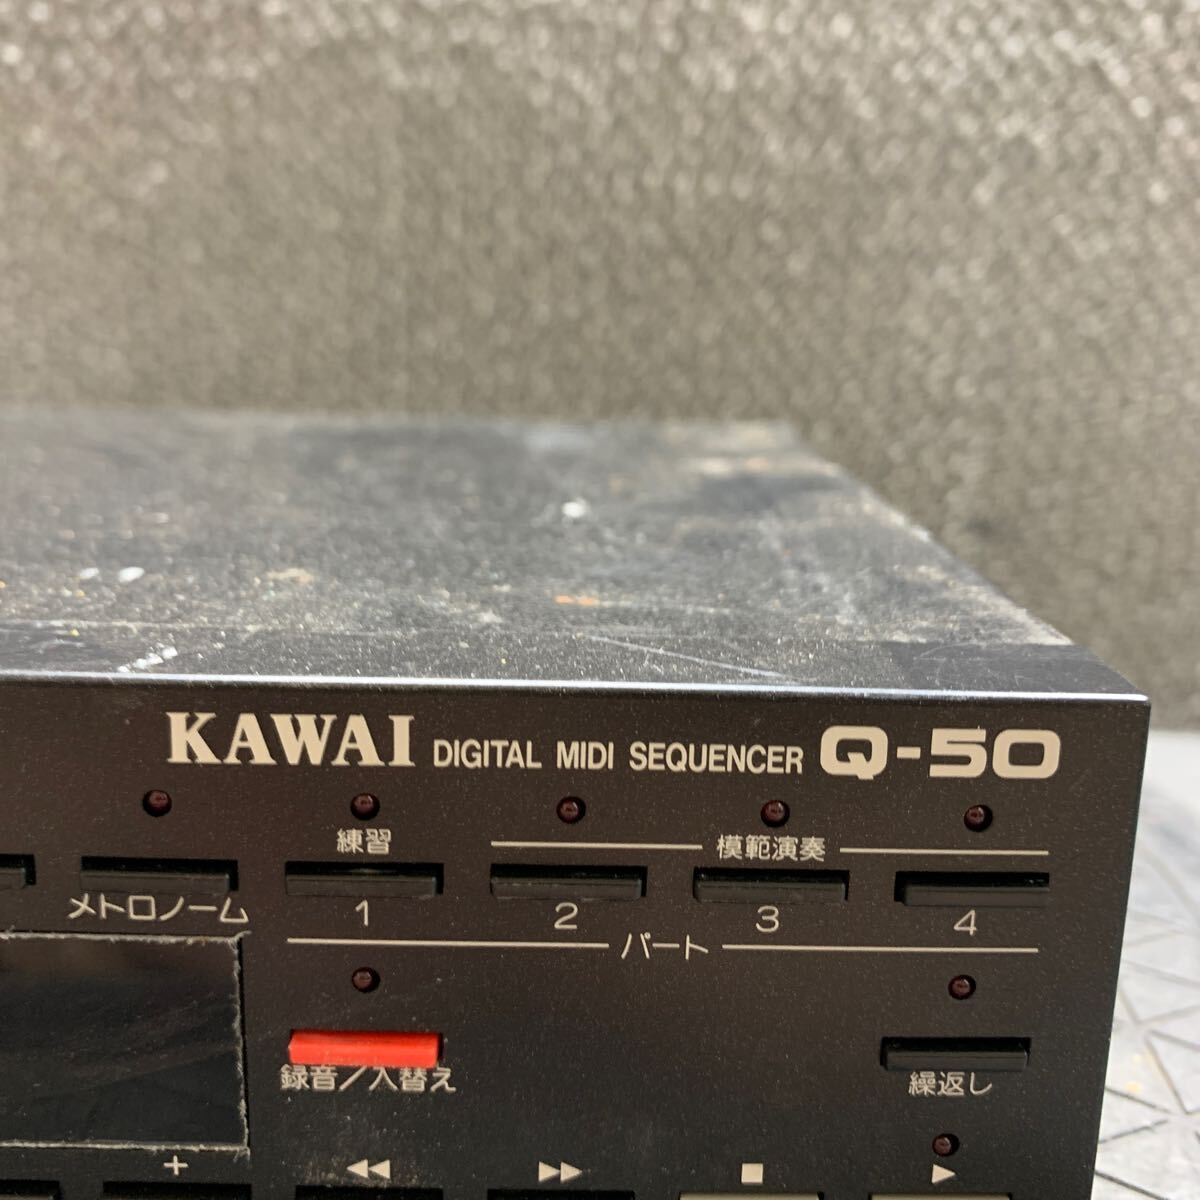 KAWAI DIGITAL MIDI SEQUENCER Q-50
練習 模範演奏
メトロノーム 1 2 3 4
パート
録音/入替え 繰返し
+ ◀◀ ▶▶ ■ ▶